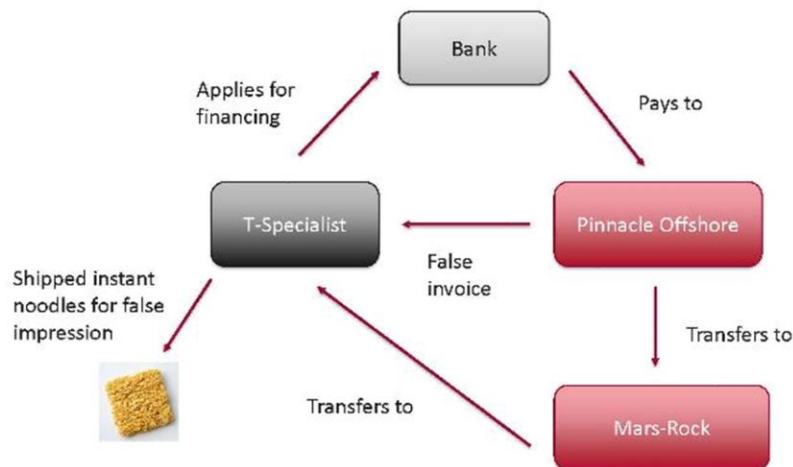 Bank
Applies for
financing
Pays to
T-Specialist
Pinnacle Offshore
False
invoice
Shipped instant
noodles for false
impression
Transfers to
Transfers to
Mars-Rock